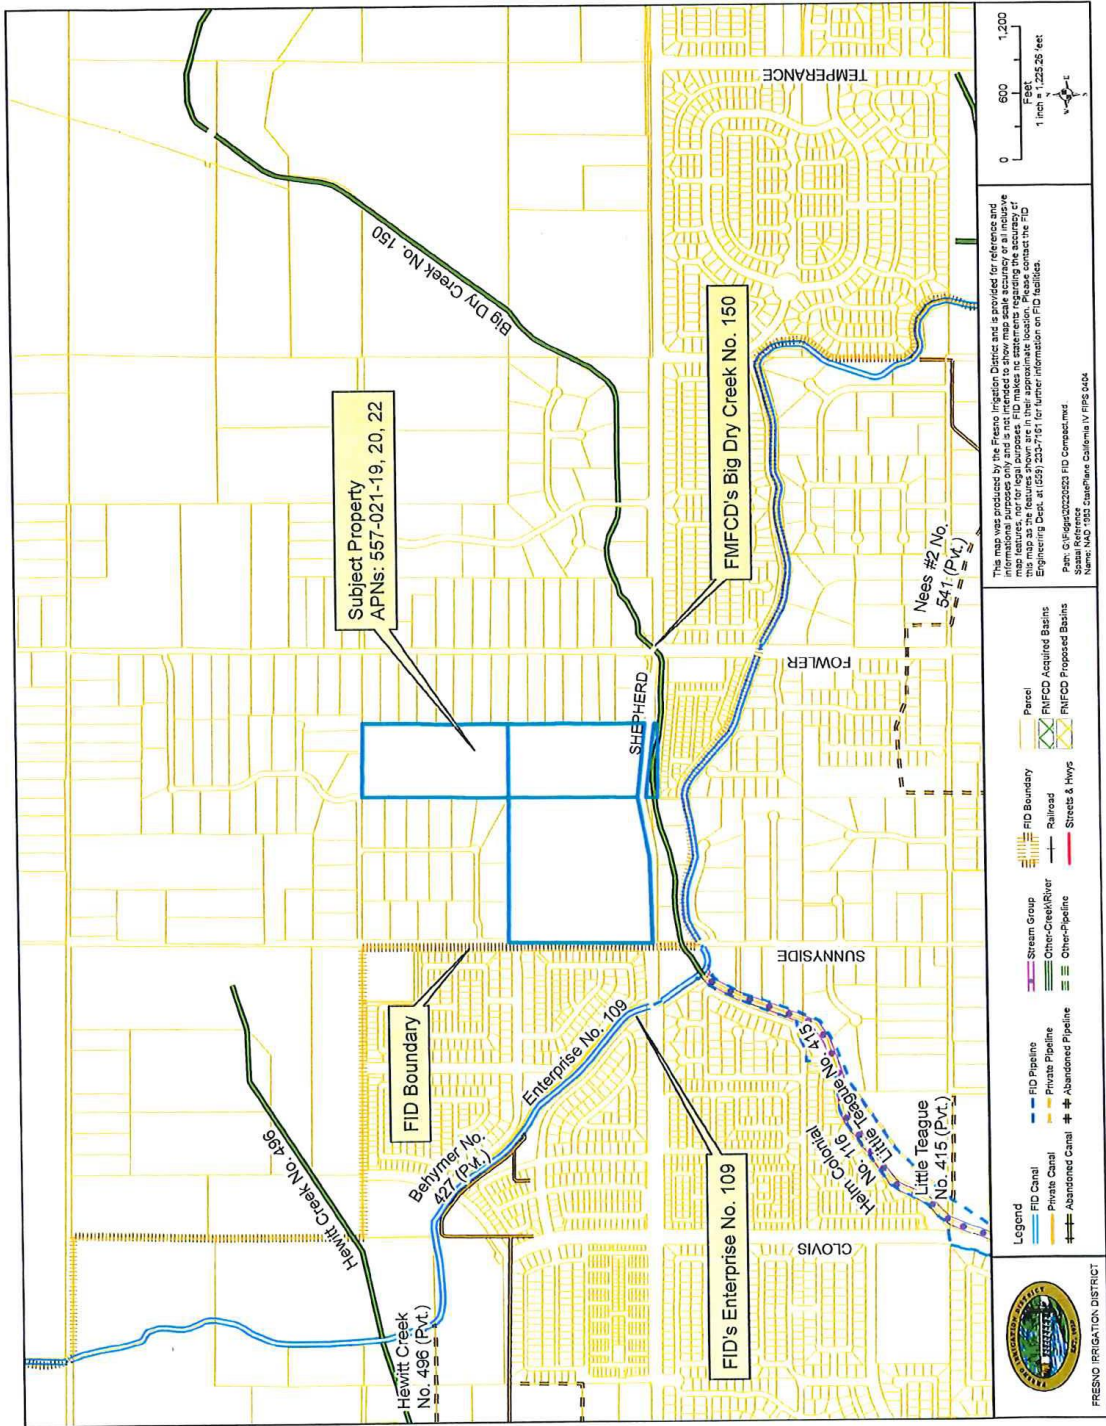 Big Dry Creek No. 150
TEMPERANCE
Subject Property
APNs: 557-021-19, 20, 22
FMFCD's Big Dry Creek No. 150
SHEPHERD
FOWLER
Nees #2 No.
541 (Pvt.)
FID Boundary
SUNNYSIDE
Hewitt Creek No. 496
Behymer No.
427 (Pvt.)
Enterprise No. 109
FID's Enterprise No. 109
Little Teague No. 415
Helm Colonial
No. 116
Little Teague
No. 415 (Pvt.)
CLOVIS
Hewitt Creek
No. 496 (Pvt.)
FRESNO IRRIGATION DISTRICT
FRESNO IRRIGATION DISTRICT
Legend
FID Canal
Private Canal
Abandoned Canal
FID Pipeline
Private Pipeline
Abandoned Pipeline
Stream Group
Other-Creek\River
Other-Pipeline
FID Boundary
Railroad
Streets & Hwys
Parcel
FMFCD Acquired Basins
FMFCD Proposed Basins
This map was produced by the Fresno Irrigation District and is provided for reference and
informational purposes only and is not intended to show map scale accuracy or all inclusive
map features, nor for legal purposes. FID makes no statements regarding the accuracy of
this map as the features shown are in their approximate location. Please contact the FID
Engineering Dept. at (559) 233-7161 for further information on FID facilities.
Spatial Reference
Name: NAD 1983 StatePlane California IV FIPS 0404
0 600 1,200
Feet
1 inch = 1,225.26 feet